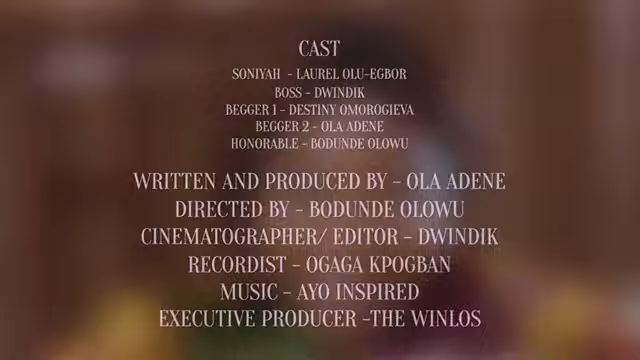 CAST
SONIYAH - LAUREL OLU-EGBOR
BOSS - DWINDIK
BEGGER 1 - DESTINY OMOROGIEVA
BEGGER 2 - OLA ADENE
HONORABLE - BODUNDE OLOWU
WRITTEN AND PRODUCED BY - OLA ADENE
DIRECTED BY - BODUNDE OLOWU
CINEMATOGRAPHER/ EDITOR - DWINDIK
RECORDIST - OGAGA KPOGBAN
MUSIC - AYO INSPIRED
EXECUTIVE PRODUCER -THE WINLOS